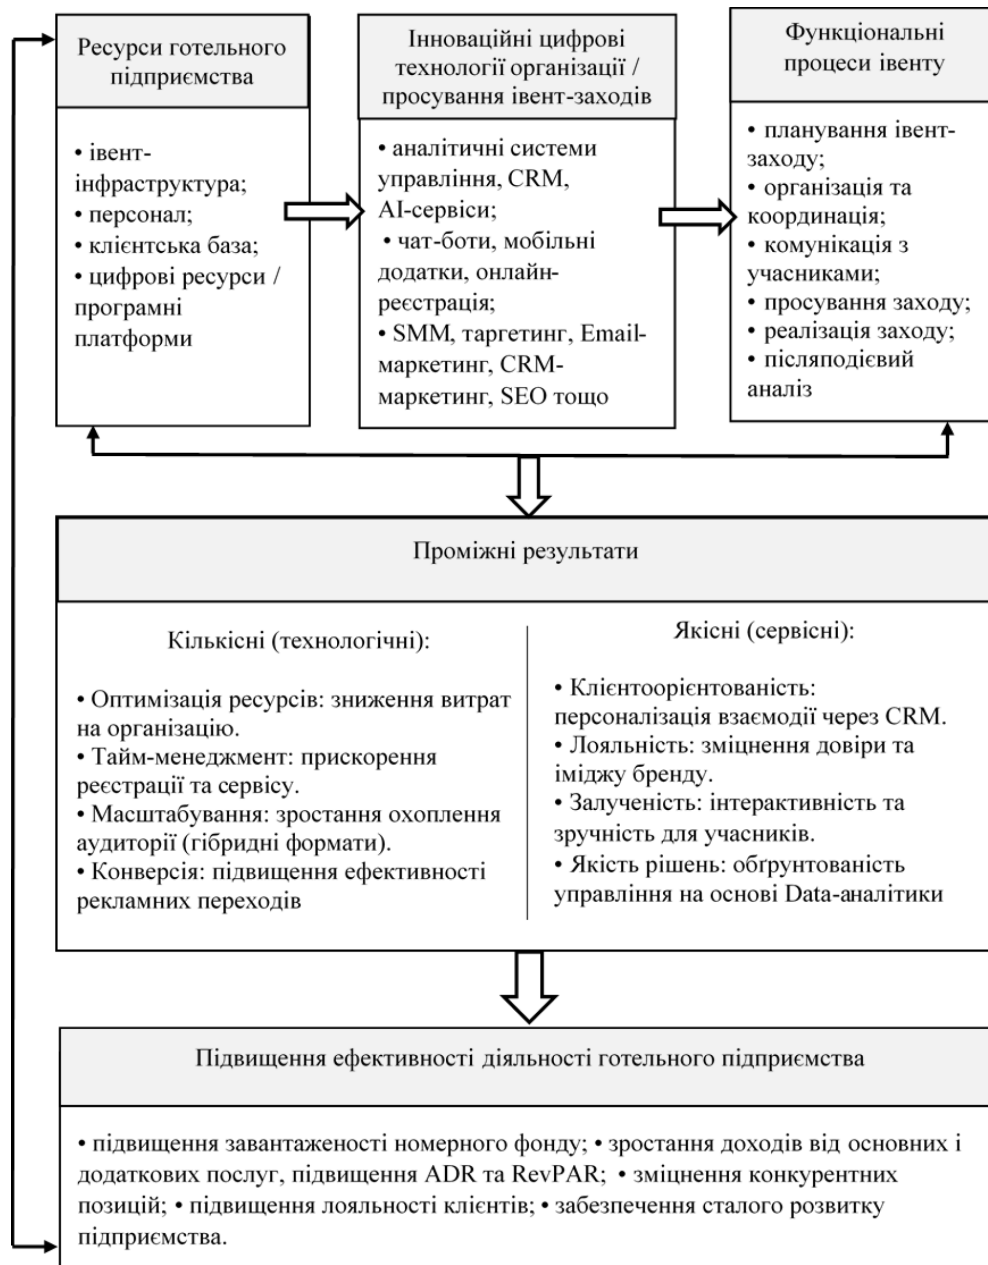 Ресурси готельного
підприємства
• івент-
інфраструктура;
• персонал;
• клієнтська база;
• цифрові ресурси /
програмні
платформи
Інноваційні цифрові
технології організації /
просування івент-заходів
• аналітичні системи
управління, CRM,
AI-сервіси;
• чат-боти, мобільні
додатки, онлайн-
реєстрація;
• SMM, таргетинг, Email-
маркетинг, CRM-
маркетинг, SEO тощо
Функціональні
процеси івенту
• планування івент-
заходу;
• організація та
координація;
• комунікація з
учасниками;
• просування заходу;
• реалізація заходу;
• післяподієвий
аналіз
Проміжні результати
Кількісні (технологічні):
• Оптимізація ресурсів: зниження витрат
на організацію.
• Тайм-менеджмент: прискорення
реєстрації та сервісу.
• Масштабування: зростання охоплення
аудиторії (гібридні формати).
• Конверсія: підвищення ефективності
рекламних переходів
Якісні (сервісні):
• Клієнтоорієнтованість:
персоналізація взаємодії через CRM.
• Лояльність: зміцнення довіри та
іміджу бренду.
• Залученість: інтерактивність та
зручність для учасників.
• Якість рішень: обґрунтованість
управління на основі Data-аналітики
Підвищення ефективності діяльності готельного підприємства
• підвищення завантаженості номерного фонду; • зростання доходів від основних і
додаткових послуг, підвищення ADR та RevPAR; • зміцнення конкурентних
позицій; • підвищення лояльності клієнтів; • забезпечення сталого розвитку
підприємства.